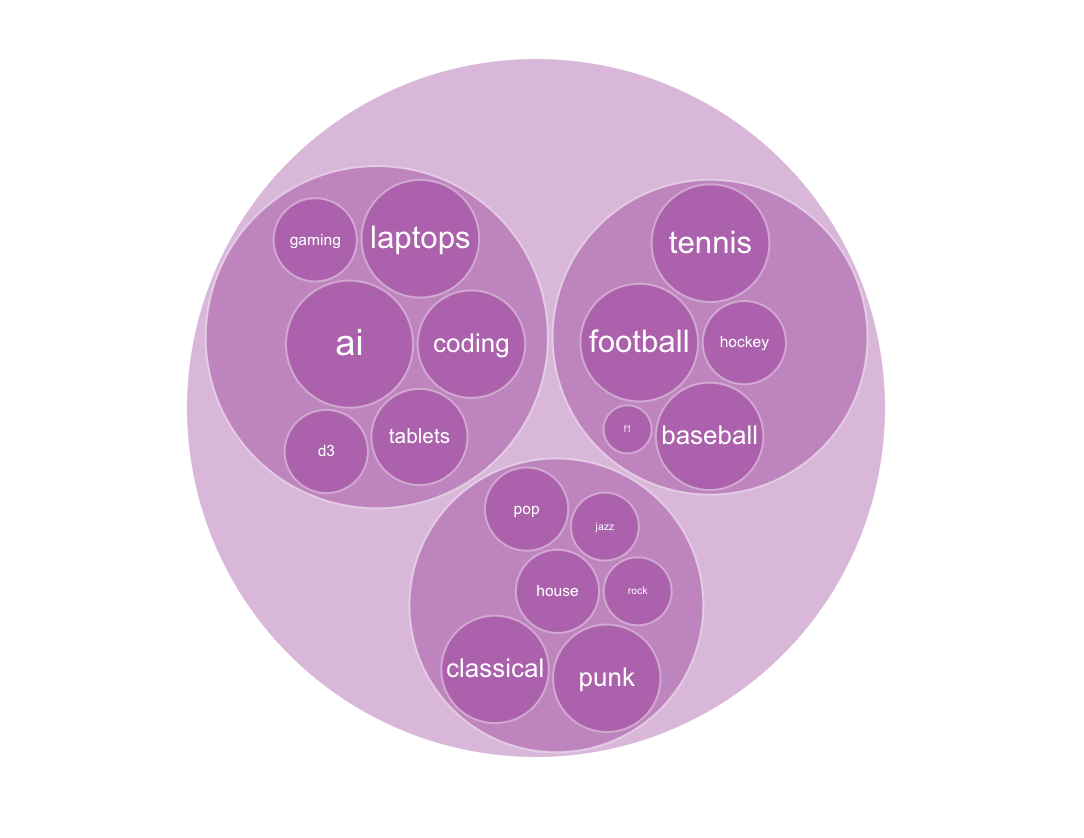 gaming
laptops
ai
coding
d3
tablets
tennis
football
hockey
f1
baseball
pop
jazz
house
rock
classical
punk